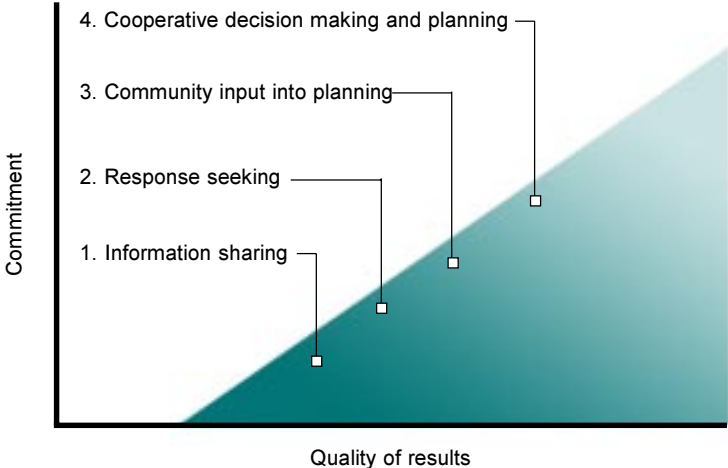 4. Cooperative decision making and planning
3. Community input into planning
2. Response seeking
1. Information sharing
Commitment
Quality of results